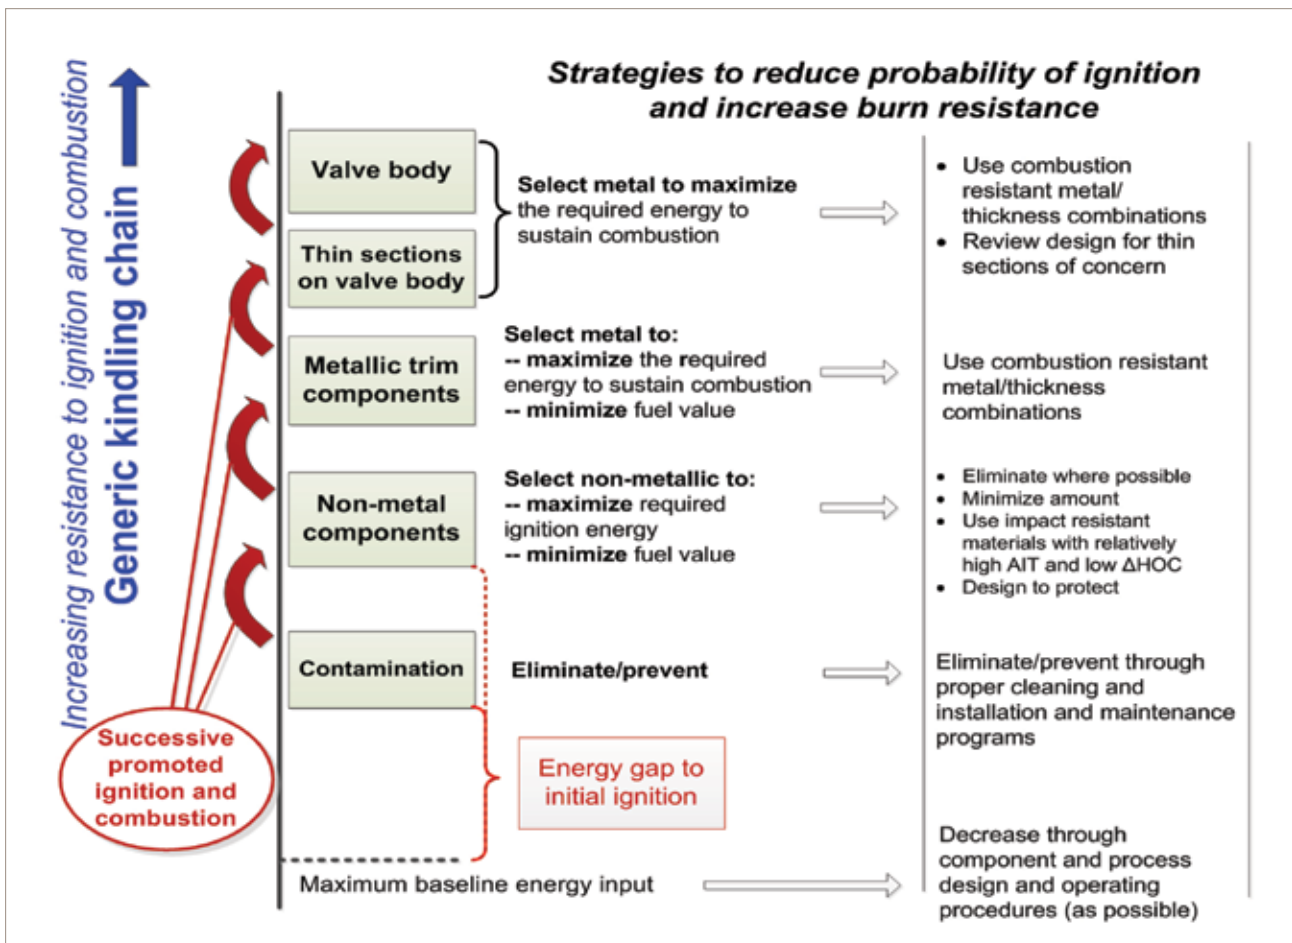 Strategies to reduce probability of ignition
and increase burn resistance
Increasing resistance to ignition and combustion
Generic kindling chain
Valve body
Thin sections
on valve body
Select metal to maximize
the required energy to
sustain combustion
• Use combustion
resistant metal/
thickness combinations
• Review design for thin
sections of concern
Metallic trim
components
Select metal to:
-- maximize the required
energy to sustain combustion
-- minimize fuel value
Use combustion resistant
metal/thickness
combinations
Non-metal
components
Select non-metallic to:
-- maximize required
ignition energy
-- minimize fuel value
• Eliminate where possible
• Minimize amount
• Use impact resistant
materials with relatively
high AIT and low ΔHOC
• Design to protect
Contamination
Eliminate/prevent
Eliminate/prevent through
proper cleaning and
installation and maintenance
programs
Successive
promoted
ignition and
combustion
Energy gap to
initial ignition
Maximum baseline energy input
Decrease through
component and process
design and operating
procedures (as possible)